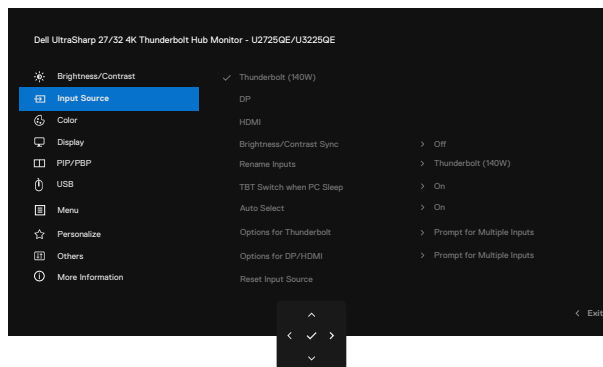 Dell UltraSharp 27/32 4K Thunderbolt Hub Monitor - U2725QE/U3225QE
Brightness/Contrast
Input Source
Color
Display
PIP/PBP
USB
Menu
Personalize
Others
More Information
Thunderbolt (140W)
DP
HDMI
Brightness/Contrast Sync > Off
Rename Inputs > Thunderbolt (140W)
TBT Switch when PC Sleep > On
Auto Select > On
Options for Thunderbolt > Prompt for Multiple Inputs
Options for DP/HDMI > Prompt for Multiple Inputs
Reset Input Source
< Exit